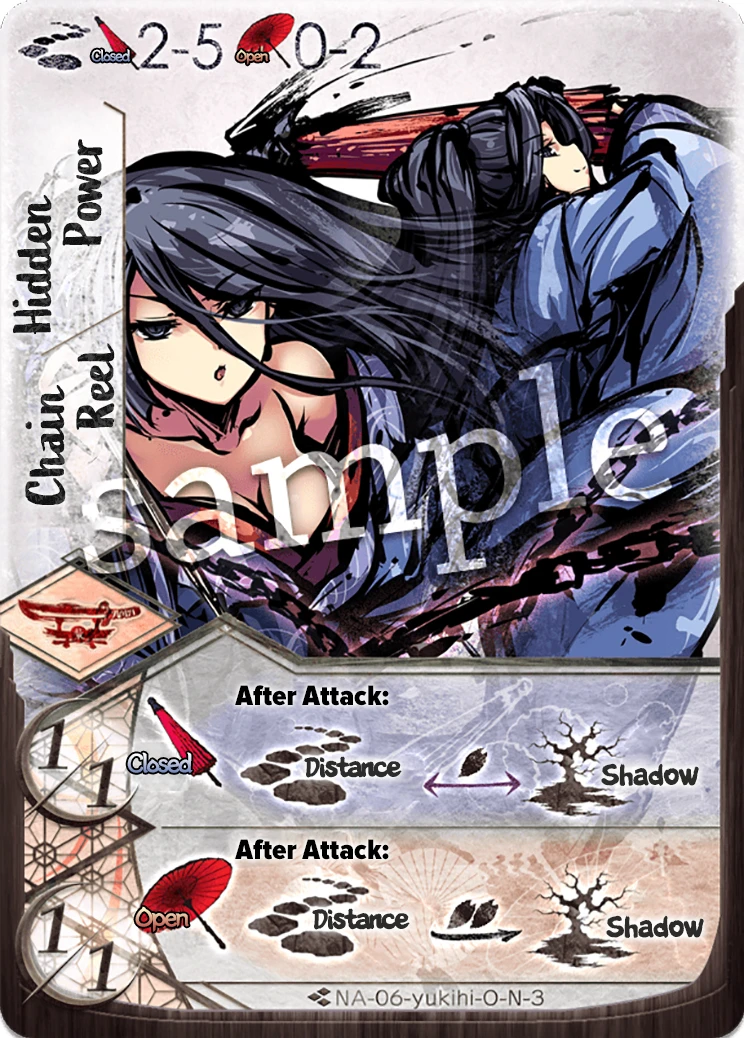 Closed 2-5 Open 0-2
Hidden Power
Chain Reel
sample
After Attack:
1/1 Closed Distance Shadow
After Attack:
1/1 Open Distance Shadow
NA-06-yukihi-O-N-3